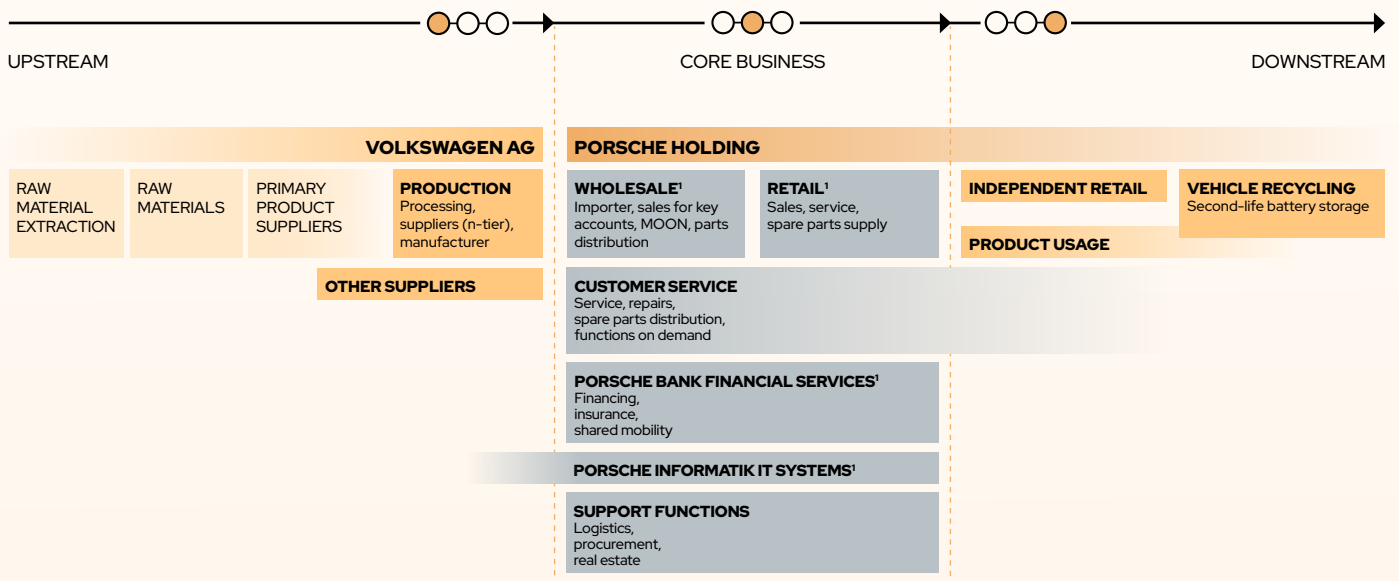 UPSTREAM
CORE BUSINESS
DOWNSTREAM
VOLKSWAGEN AG
PORSCHE HOLDING
RAW
MATERIAL
EXTRACTION
RAW
MATERIALS
PRIMARY
PRODUCT
SUPPLIERS
PRODUCTION
Processing,
suppliers (n-tier),
manufacturer
OTHER SUPPLIERS
WHOLESALE¹
Importer, sales for key
accounts, MOON, parts
distribution
RETAIL¹
Sales, service,
spare parts supply
INDEPENDENT RETAIL
VEHICLE RECYCLING
Second-life battery storage
PRODUCT USAGE
CUSTOMER SERVICE
Service, repairs,
spare parts distribution,
functions on demand
PORSCHE BANK FINANCIAL SERVICES¹
Financing,
insurance,
shared mobility
PORSCHE INFORMATIK IT SYSTEMS¹
SUPPORT FUNCTIONS
Logistics,
procurement,
real estate